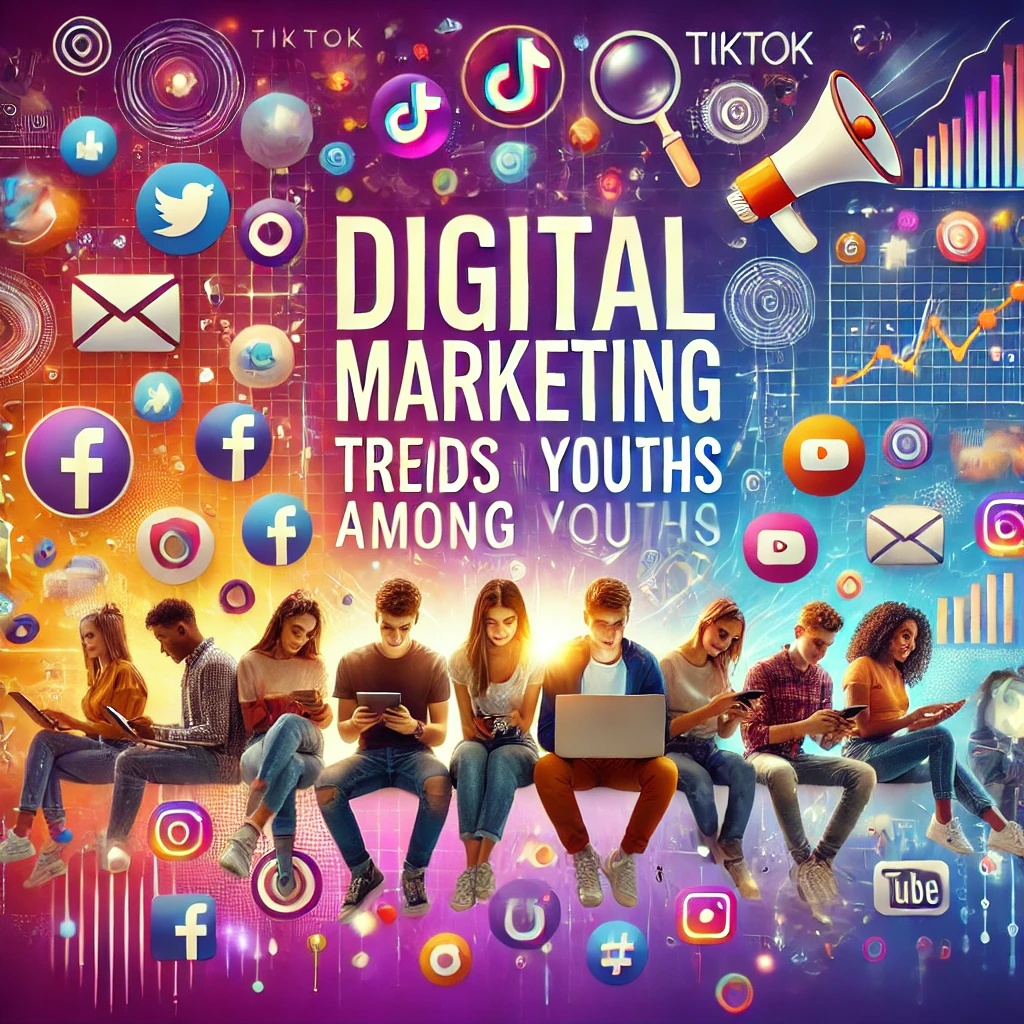 TIKTOK
TIKTOK
DIGITAL
MARKETING
TREIDS YOUTHS
AMONG YOUTHS
Tube